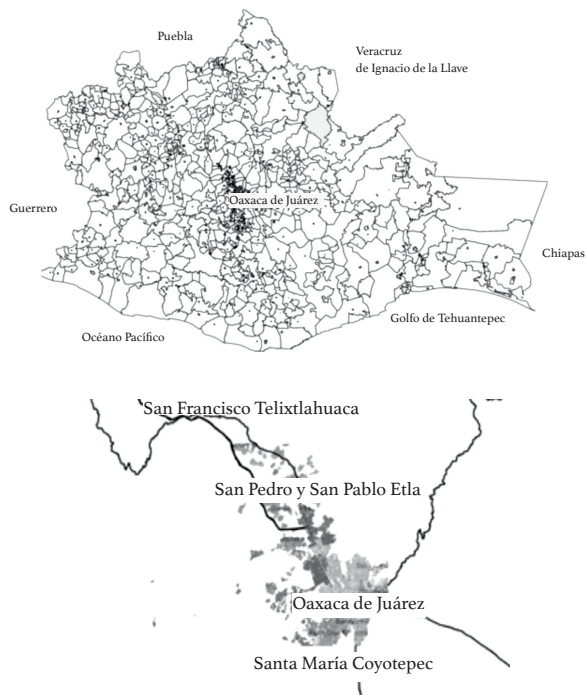 Puebla
Veracruz
de Ignacio de la Llave
Oaxaca de Juárez
Guerrero
Chiapas
Golfo de Tehuantepec
Océano Pacífico
San Francisco Telixtlahuaca
San Pedro y San Pablo Etla
Oaxaca de Juárez
Santa María Coyotepec